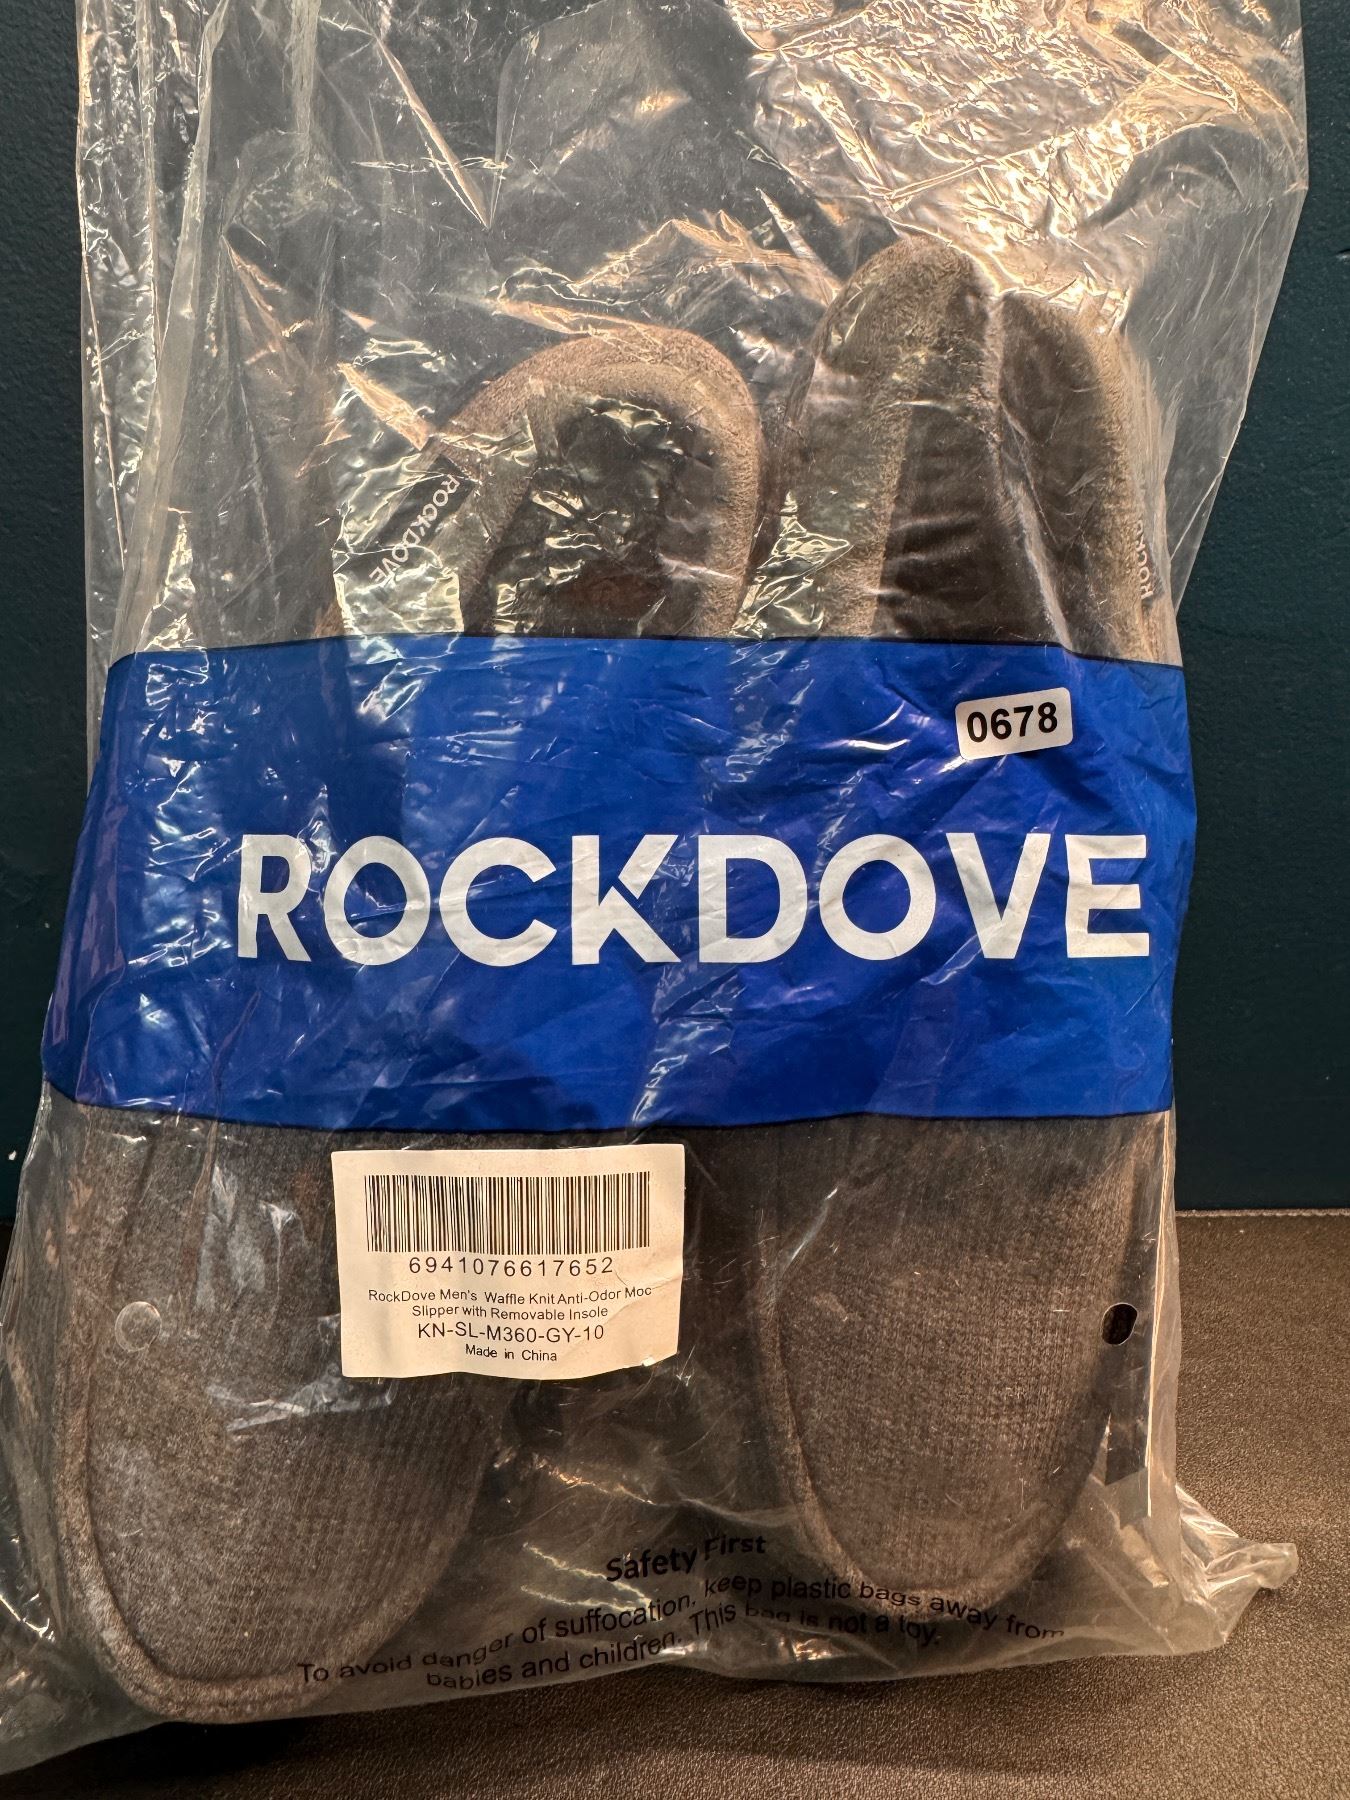 ROCKDOVE
0678
ROCKDOVE
6941076617652
RockDove Men's Waffle Knit Anti-Odor Moc
Slipper with Removable Insole
KN-SL-M360-GY-10
Made in China
Safety First
To avoid danger of suffocation, keep plastic bags away from
babies and children. This bag is not a toy.